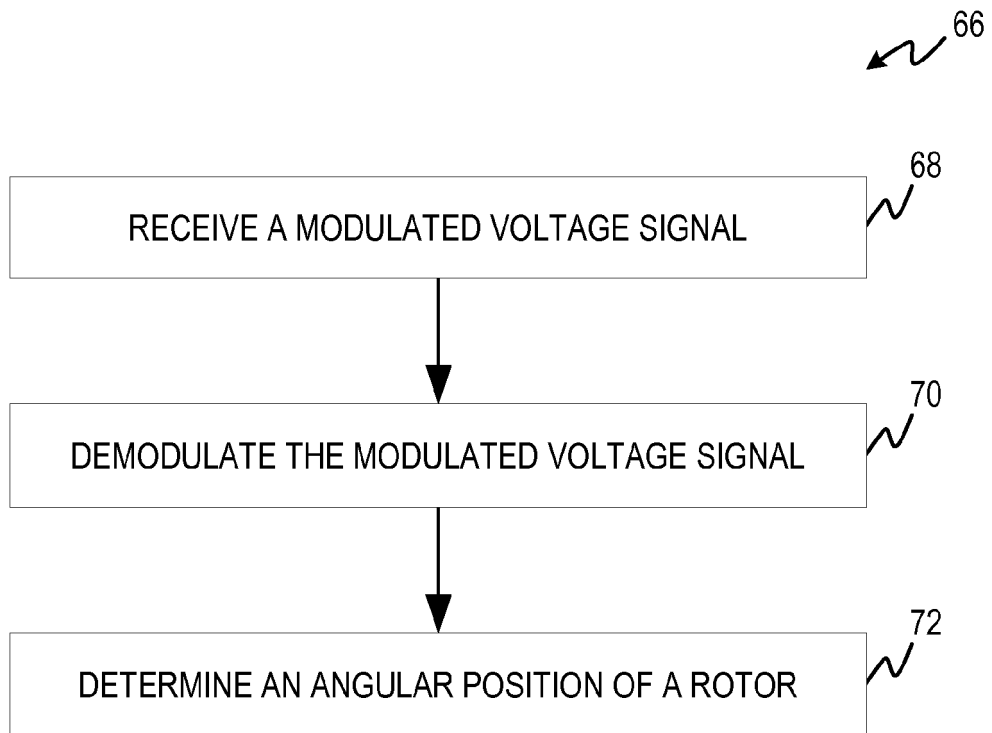 66
68
RECEIVE A MODULATED VOLTAGE SIGNAL
70
DEMODULATE THE MODULATED VOLTAGE SIGNAL
72
DETERMINE AN ANGULAR POSITION OF A ROTOR